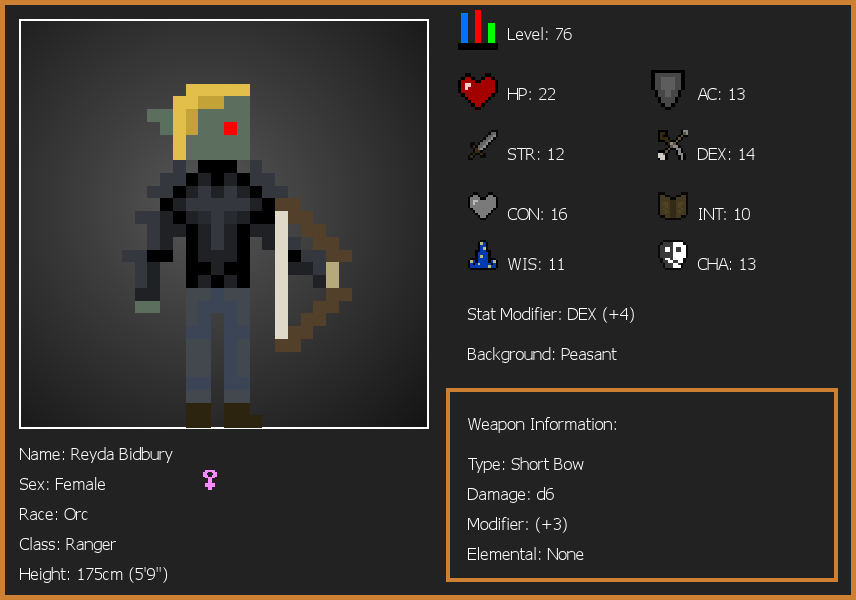 Level: 76
HP: 22
AC: 13
STR: 12
DEX: 14
CON: 16
INT: 10
WIS: 11
CHA: 13
Stat Modifier: DEX (+4)
Background: Peasant
Weapon Information:
Type: Short Bow
Damage: d6
Modifier: (+3)
Elemental: None
Name: Reyda Bidbury
Sex: Female
Race: Orc
Class: Ranger
Height: 175cm (5'9")